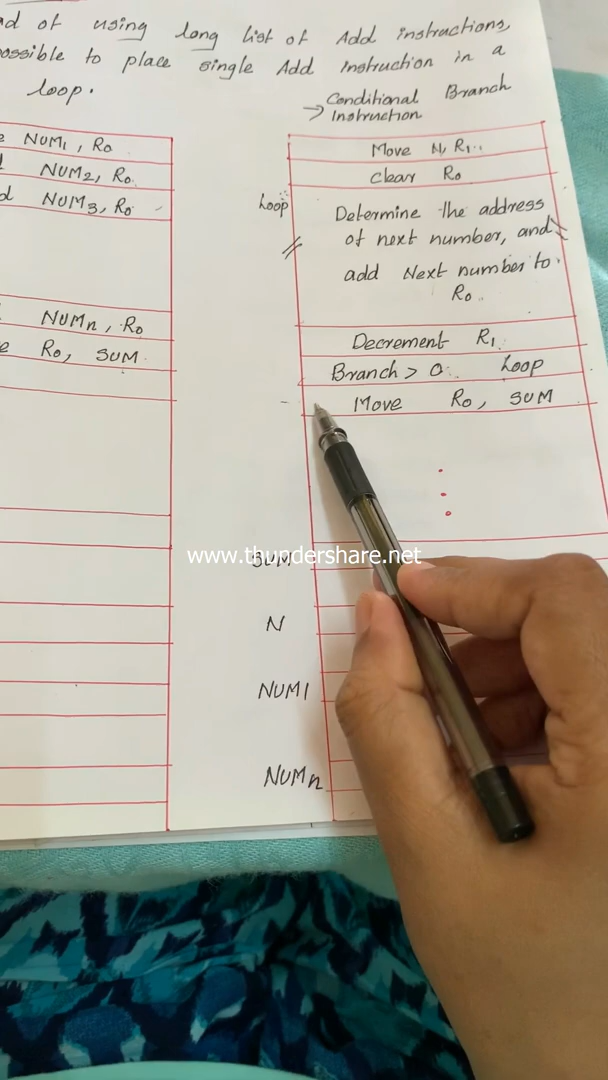 of using long list of Add instructions,
to place single Add Instruction in a
loop.
→ Conditional Branch
Instruction
NUM1, R0
NUM2, R0
NUM3, R0
NUMn, R0
R0, SUM
Move N, R1
Clear R0
Loop Determine the address
of next number, and
add Next number to
R0
Decrement R1
Branch > 0 Loop
Move R0, SUM
www.thundershare.net
SUM
N
NUM1
NUMn